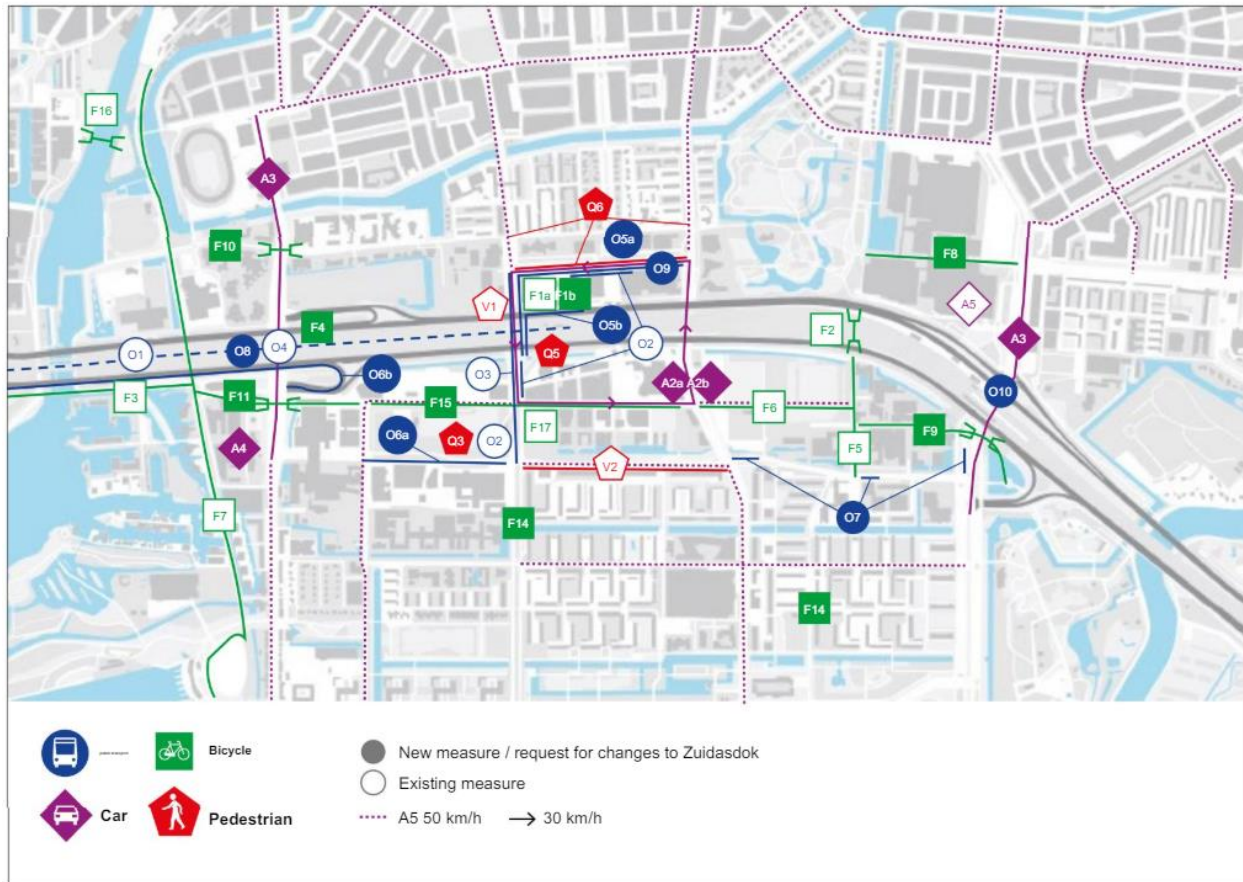 F16
A3
Q6
F10
O5a
F8
O9
F1a
F1b
A5
V1
F4
O5b
F2
O1
O8
O4
Q5
O2
A3
O3
O6b
A2a
A2b
O10
F3
F11
F15
F6
O6a
Q3
O2
F17
F9
A4
F5
V2
F7
F14
O7
F14
Bicycle
New measure / request for changes to Zuidasdok
Existing measure
Car
Pedestrian
A5 50 km/h
30 km/h